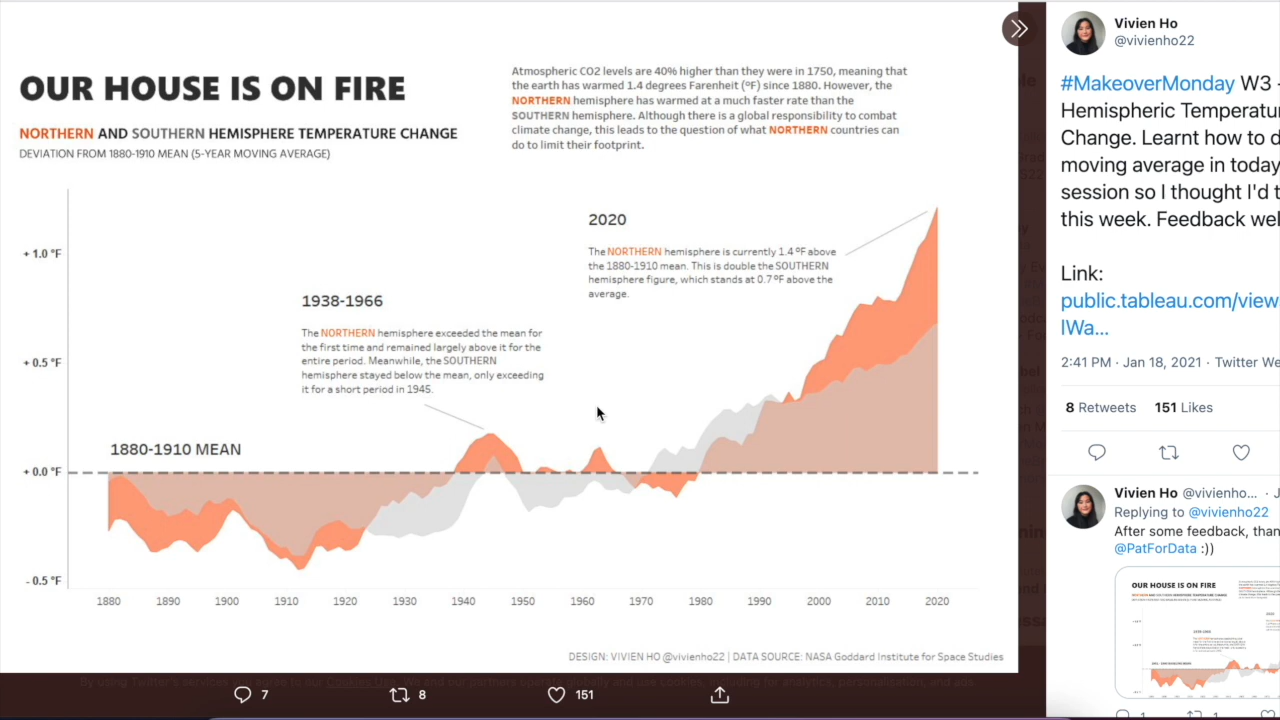 OUR HOUSE IS ON FIRE
NORTHERN AND SOUTHERN HEMISPHERE TEMPERATURE CHANGE
DEVIATION FROM 1880-1910 MEAN (5-YEAR MOVING AVERAGE)
Atmospheric CO2 levels are 40% higher than they were in 1750, meaning that
the earth has warmed 1.4 degrees Farenheit (ºF) since 1880. However, the
NORTHERN hemisphere has warmed at a much faster rate than the
SOUTHERN hemisphere. Although there is a global responsibility to combat
climate change, this leads to the question of what NORTHERN countries can
do to limit their footprint.
2020
The NORTHERN hemisphere is currently 1.4 ºF above
the 1880-1910 mean. This is double the SOUTHERN
hemisphere figure, which stands at 0.7 ºF above the
average.
1938-1966
The NORTHERN hemisphere exceeded the mean for
the first time and remained largely above it for the
entire period. Meanwhile, the SOUTHERN
hemisphere stayed below the mean, only exceeding
it for a short period in 1945.
1880-1910 MEAN
+ 1.0 ºF
+ 0.5 ºF
+ 0.0 ºF
- 0.5 ºF
1880 1890 1900 1910 1920 1930 1940 1950 1960 1970 1980 1990 2010 2020
DESIGN: VIVIEN HO @vivienho22 | DATA SOURCE: NASA Goddard Institute for Space Studies
7 8 151
Vivien Ho
@vivienho22
#MakeoverMonday W3 -
Hemispheric Temperatu
Change. Learnt how to d
moving average in today
session so I thought I'd t
this week. Feedback wel
Link:
public.tableau.com/view
lWa...
2:41 PM · Jan 18, 2021 · Twitter We
8 Retweets 151 Likes
Vivien Ho @vivienho... · J
Replying to @vivienho22
After some feedback, than
@PatForData :))
OUR HOUSE IS ON FIRE
1 1